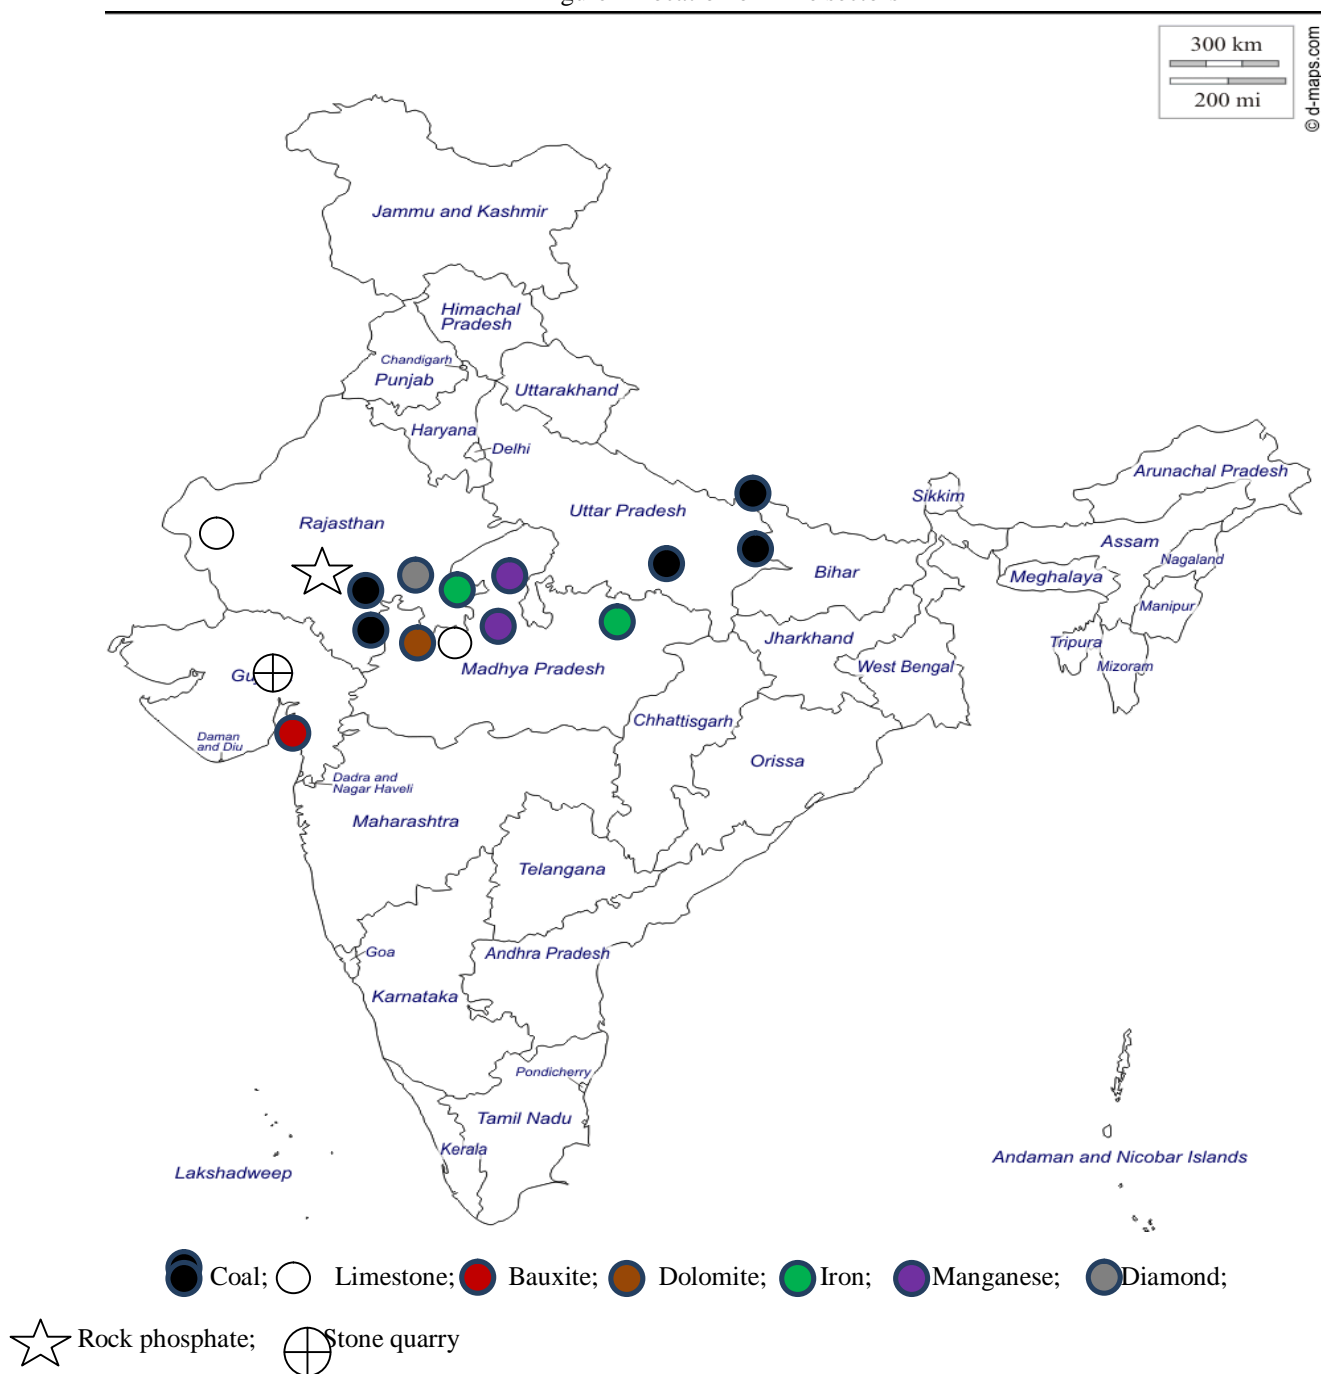 300 km
200 mi
© d-maps.com
Jammu and Kashmir
Himachal
Pradesh
Chandigarh
Punjab
Uttarakhand
Haryana
Delhi
Arunachal Pradesh
Sikkim
Rajasthan
Uttar Pradesh
Assam
Nagaland
Bihar
Meghalaya
Manipur
Jharkhand
Tripura
West Bengal
Mizoram
Madhya Pradesh
Gu
Chhattisgarh
Daman
and Diu
Orissa
Dadra and
Nagar Haveli
Maharashtra
Telangana
Goa
Andhra Pradesh
Karnataka
Pondicherry
Tamil Nadu
Kerala
Lakshadweep
Andaman and Nicobar Islands
Coal; Limestone; Bauxite; Dolomite; Iron; Manganese; Diamond;
Rock phosphate; Stone quarry